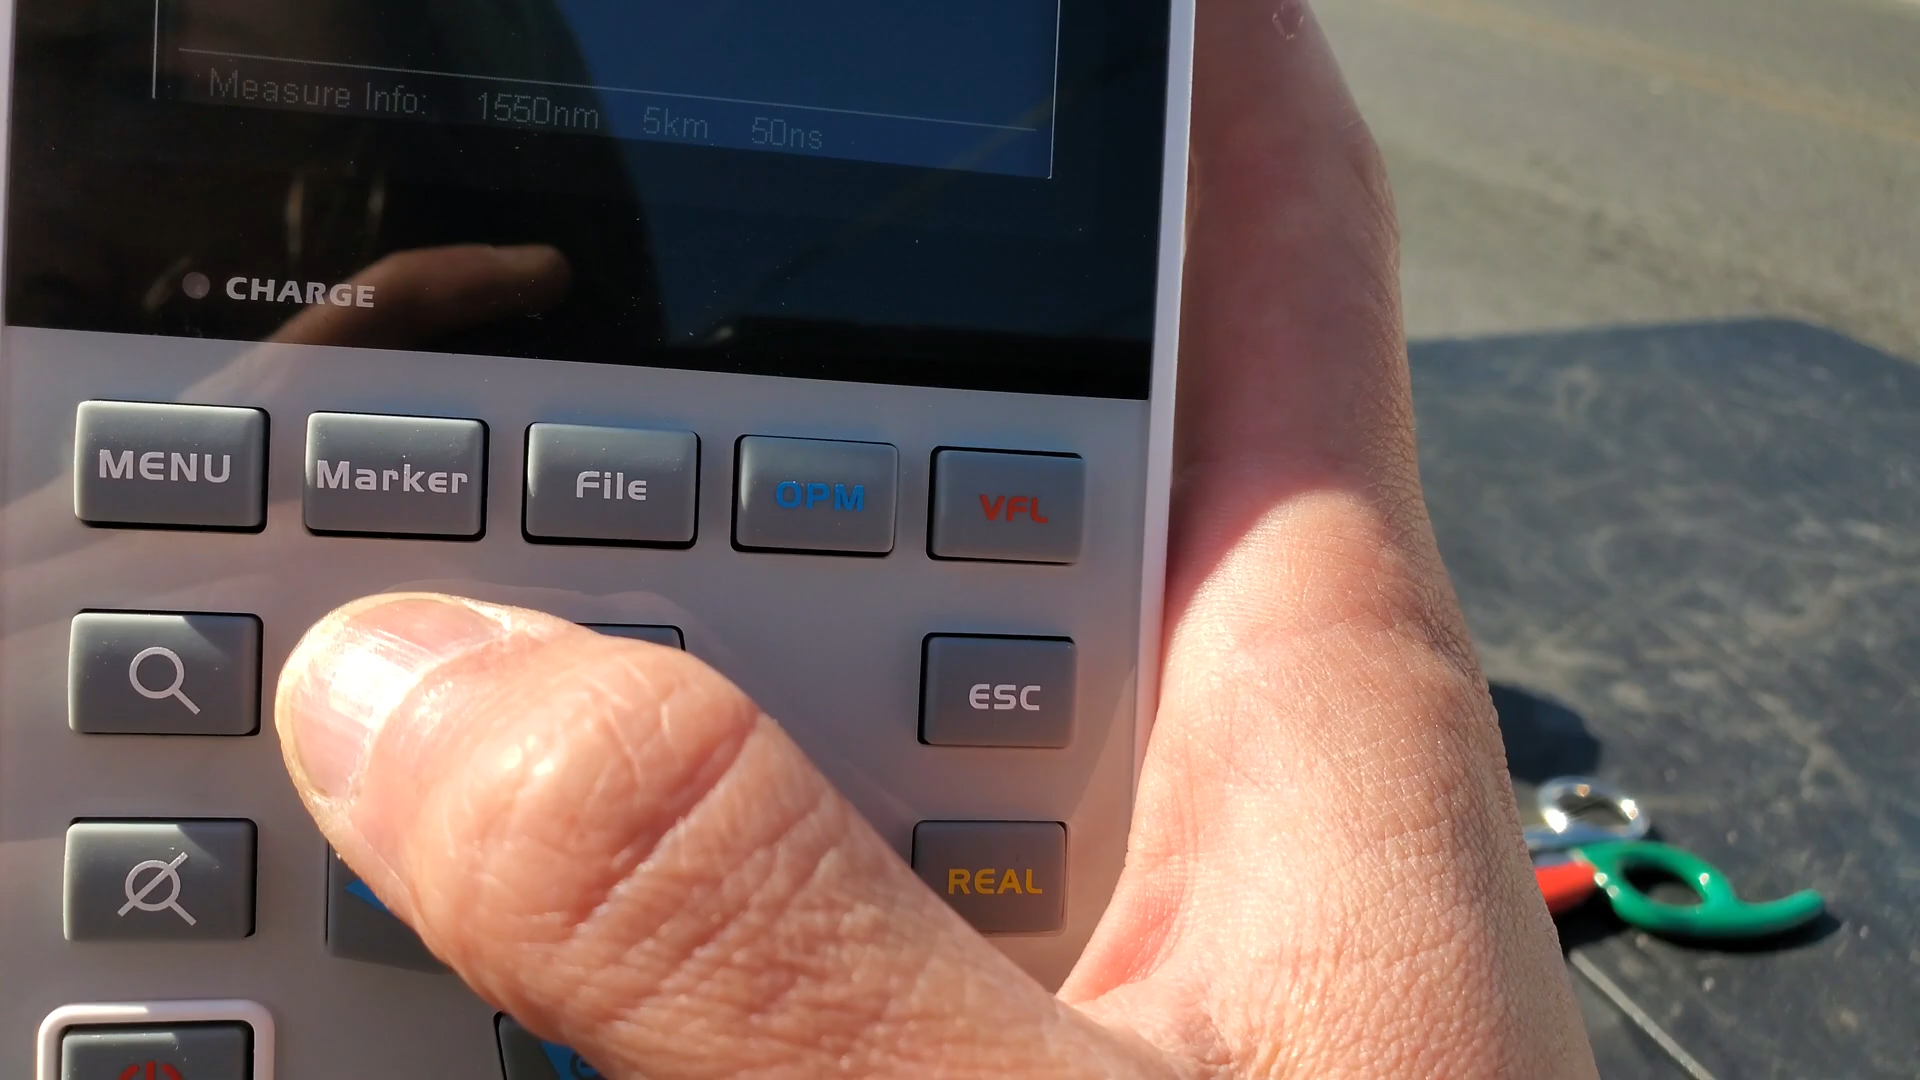 Measure Info: 1550nm 5km 50ns
CHARGE
MENU Marker File OPM VFL
ESC
REAL